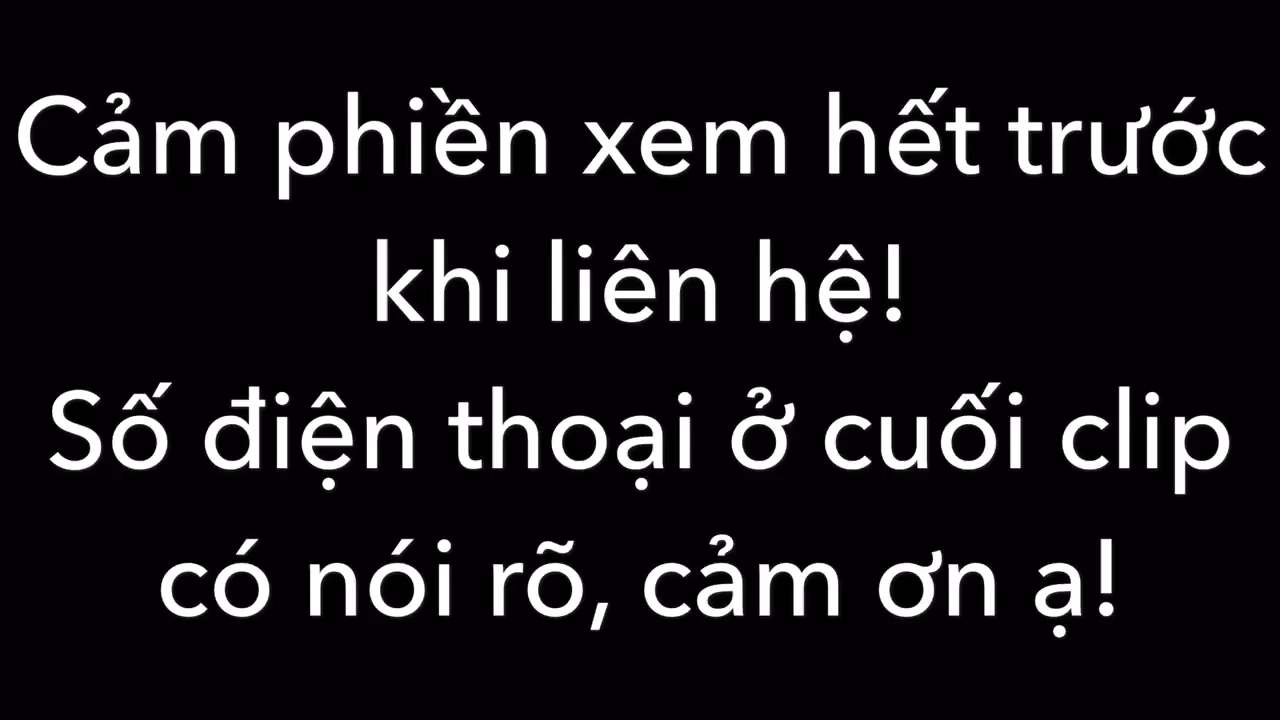 Cảm phiền xem hết trước
khi liên hệ!
Số điện thoại ở cuối clip
có nói rõ, cảm ơn ạ!